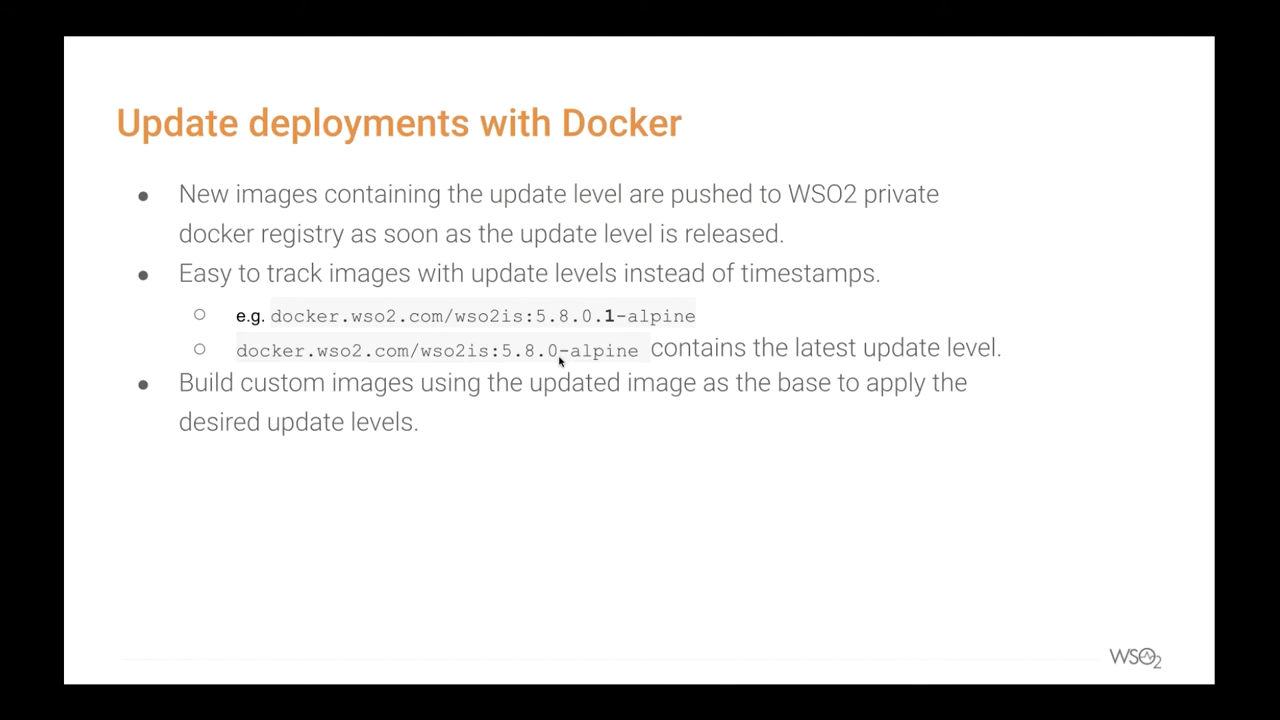 Update deployments with Docker
● New images containing the update level are pushed to WSO2 private
docker registry as soon as the update level is released.
● Easy to track images with update levels instead of timestamps.
○ e.g. docker.wso2.com/wso2is:5.8.0.1-alpine
○ docker.wso2.com/wso2is:5.8.0-alpine contains the latest update level.
● Build custom images using the updated image as the base to apply the
desired update levels.
WSO2